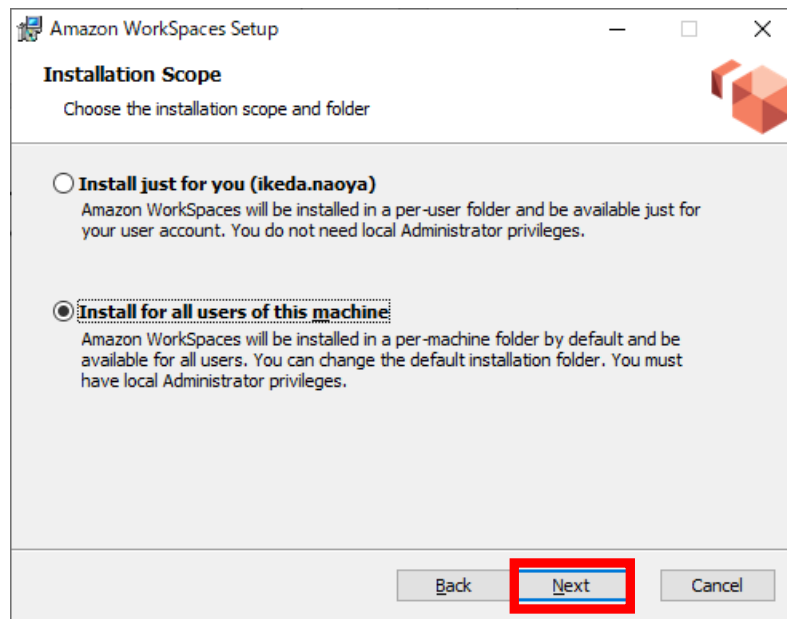 Amazon WorkSpaces Setup
Installation Scope
Choose the installation scope and folder
Install just for you (ikeda.naoya)
Amazon WorkSpaces will be installed in a per-user folder and be available just for
your user account. You do not need local Administrator privileges.
Install for all users of this machine
Amazon WorkSpaces will be installed in a per-machine folder by default and be
available for all users. You can change the default installation folder. You must
have local Administrator privileges.
Back Next Cancel